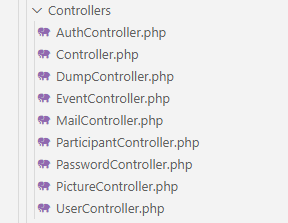 Controllers
AuthController.php
Controller.php
DumpController.php
EventController.php
MailController.php
ParticipantController.php
PasswordController.php
PictureController.php
UserController.php